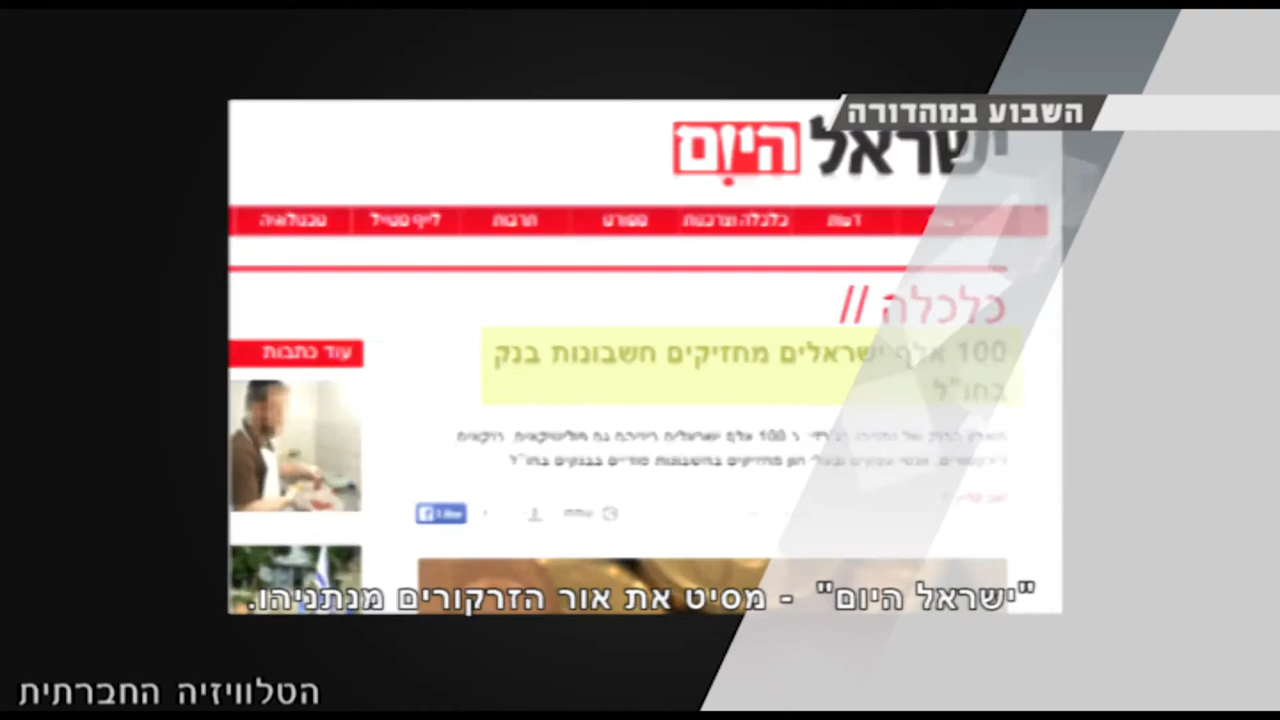 השבוע במהדורה
ישראל היום
טכנולוגיה לייף סטייל תרבות ספורט כלכלה וצרכנות דעות
כלכלה //
100 אלף ישראלים מחזיקים חשבונות בנק
בחו"ל
עוד כתבות
Like
"ישראל היום" - מסיט את אור הזרקורים מנתניהו.
הטלוויזיה החברתית